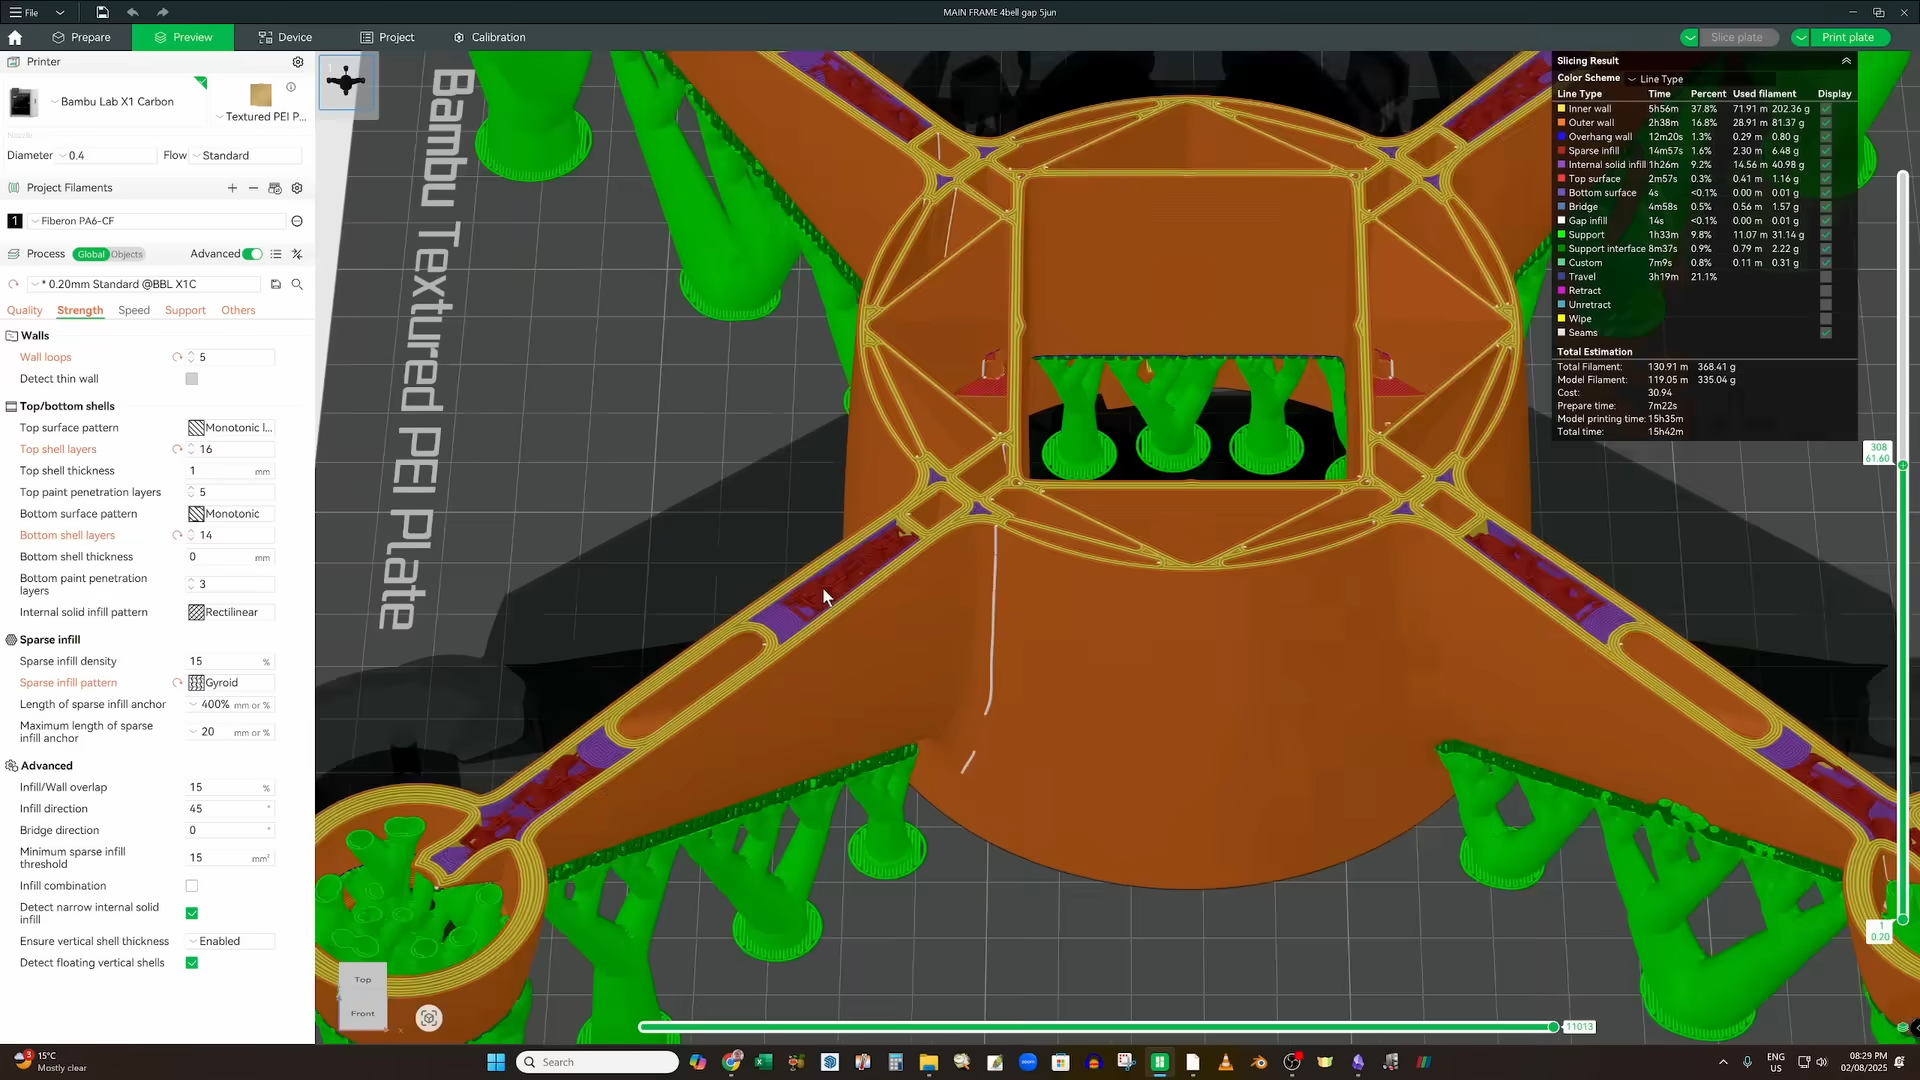 File
MAIN FRAME 4bell gap 5jun
Prepare
Preview
Device
Project
Calibration
Slice plate
Print plate
Printer
Bambu Lab X1 Carbon
Textured PEI P...
Nozzle
Diameter 0.4 Flow Standard
Project Filaments
1 Fiberon PA6-CF
Process Global Objects Advanced
* 0.20mm Standard @BBL X1C
Quality Strength Speed Support Others
Walls
Wall loops 5
Detect thin wall
Top/bottom shells
Top surface pattern Monotonic l...
Top shell layers 16
Top shell thickness 1 mm
Top paint penetration layers 5
Bottom surface pattern Monotonic
Bottom shell layers 14
Bottom shell thickness 0 mm
Bottom paint penetration layers 3
Internal solid infill pattern Rectilinear
Sparse infill
Sparse infill density 15 %
Sparse infill pattern Gyroid
Length of sparse infill anchor 400% mm or %
Maximum length of sparse infill anchor 20 mm or %
Advanced
Infill/Wall overlap 15 %
Infill direction 45 °
Bridge direction 0 °
Minimum sparse infill threshold 15 mm²
Infill combination
Detect narrow internal solid infill
Ensure vertical shell thickness Enabled
Detect floating vertical shells
1
Bambu Textured PEI Plate
Top
Front
Slicing Result
Color Scheme Line Type
Line Type Time Percent Used filament Display
Inner wall 5h56m 37.8% 71.91 m 202.36 g
Outer wall 2h38m 16.8% 28.91 m 81.37 g
Overhang wall 12m20s 1.3% 0.29 m 0.80 g
Sparse infill 14m57s 1.6% 2.30 m 6.48 g
Internal solid infill 1h26m 9.2% 14.56 m 40.98 g
Top surface 2m57s 0.3% 0.41 m 1.16 g
Bottom surface 4s <0.1% 0.00 m 0.01 g
Bridge 4m58s 0.5% 0.56 m 1.57 g
Gap infill 14s <0.1% 0.00 m 0.01 g
Support 1h33m 9.8% 11.07 m 31.14 g
Support interface 8m37s 0.9% 0.79 m 2.22 g
Custom 7m9s 0.8% 0.11 m 0.31 g
Travel 3h19m 21.1%
Retract
Unretract
Wipe
Seams
Total Estimation
Total Filament: 130.91 m 368.41 g
Model Filament: 119.05 m 335.04 g
Cost: 30.94
Prepare time: 7m22s
Model printing time: 15h35m
Total time: 15h42m
308
61.60
1
0.20
11013
3
15°C
Mostly clear
Search
zoom
ENG
US
08:29 PM
02/08/2025